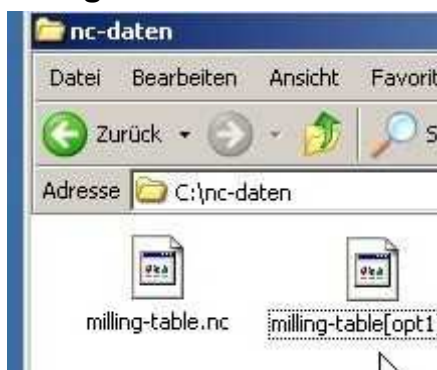 nc-daten
Datei Bearbeiten Ansicht Favorit
Zurück S
Adresse C:\nc-daten
milling-table.nc milling-table[opt1]